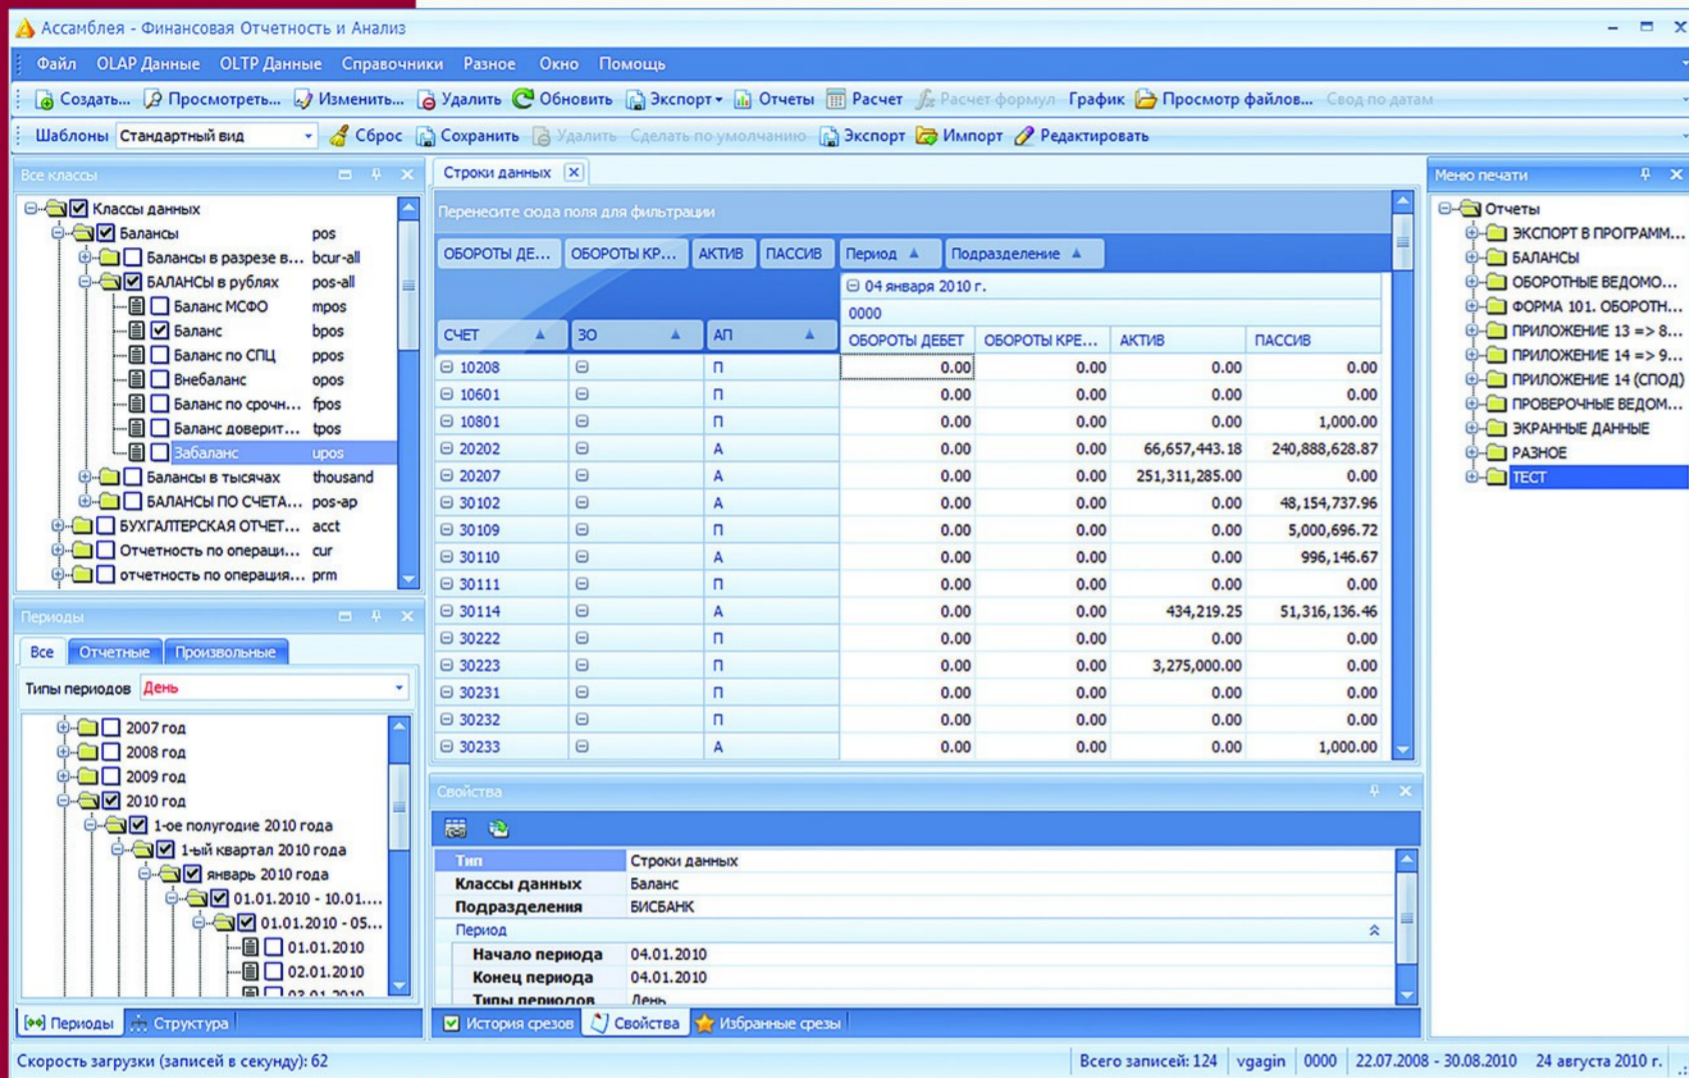 Ассамблея - Финансовая Отчетность и Анализ
Файл OLAP Данные OLTP Данные Справочники Разное Окно Помощь
Создать... Просмотреть... Изменить... Удалить Обновить Экспорт Отчеты Расчет Расчет формул График Просмотр файлов... Свод по датам
Шаблоны Стандартный вид Сброс Сохранить Удалить Сделать по умолчанию Экспорт Импорт Редактировать
Все классы
Классы данных
Балансы pos
Балансы в разрезе в... bcur-all
БАЛАНСЫ в рублях pos-all
Баланс МСФО mpos
Баланс bpos
Баланс по СПЦ ppos
Внебаланс opos
Баланс по срочн... fpos
Баланс доверит... tpos
Забаланс upos
Балансы в тысячах thousand
БАЛАНСЫ ПО СЧЕТА... pos-ap
БУХГАЛТЕРСКАЯ ОТЧЕТ... acct
Отчетность по операци... cur
отчетность по операция... prm
Периоды
Все Отчетные Произвольные
Типы периодов День
2007 год
2008 год
2009 год
2010 год
1-ое полугодие 2010 года
1-ый квартал 2010 года
январь 2010 года
01.01.2010 - 10.01....
01.01.2010 - 05...
01.01.2010
02.01.2010
03.01.2010
Периоды Структура
Строки данных
Перенесите сюда поля для фильтрации
ОБОРОТЫ ДЕ... ОБОРОТЫ КР... АКТИВ ПАССИВ Период Подразделение
04 января 2010 г.
0000
СЧЕТ ЗО АП ОБОРОТЫ ДЕБЕТ ОБОРОТЫ КРЕ... АКТИВ ПАССИВ
10208 П 0.00 0.00 0.00 0.00
10601 П 0.00 0.00 0.00 0.00
10801 П 0.00 0.00 0.00 1,000.00
20202 А 0.00 0.00 66,657,443.18 240,888,628.87
20207 А 0.00 0.00 251,311,285.00 0.00
30102 А 0.00 0.00 0.00 48,154,737.96
30109 П 0.00 0.00 0.00 5,000,696.72
30110 А 0.00 0.00 0.00 996,146.67
30111 П 0.00 0.00 0.00 0.00
30114 А 0.00 0.00 434,219.25 51,316,136.46
30222 П 0.00 0.00 0.00 0.00
30223 П 0.00 0.00 3,275,000.00 0.00
30231 П 0.00 0.00 0.00 0.00
30232 П 0.00 0.00 0.00 0.00
30233 А 0.00 0.00 0.00 1,000.00
Свойства
Тип Строки данных
Классы данных Баланс
Подразделения БИСБАНК
Период
Начало периода 04.01.2010
Конец периода 04.01.2010
Типы периодов День
История срезов Свойства Избранные срезы
Меню печати
Отчеты
ЭКСПОРТ В ПРОГРАММ...
БАЛАНСЫ
ОБОРОТНЫЕ ВЕДОМО...
ФОРМА 101. ОБОРОТН...
ПРИЛОЖЕНИЕ 13 => 8...
ПРИЛОЖЕНИЕ 14 => 9...
ПРИЛОЖЕНИЕ 14 (СПОД)
ПРОВЕРОЧНЫЕ ВЕДОМ...
ЭКРАННЫЕ ДАННЫЕ
РАЗНОЕ
ТЕСТ
Скорость загрузки (записей в секунду): 62 Всего записей: 124 vgagin 0000 22.07.2008 - 30.08.2010 24 августа 2010 г.